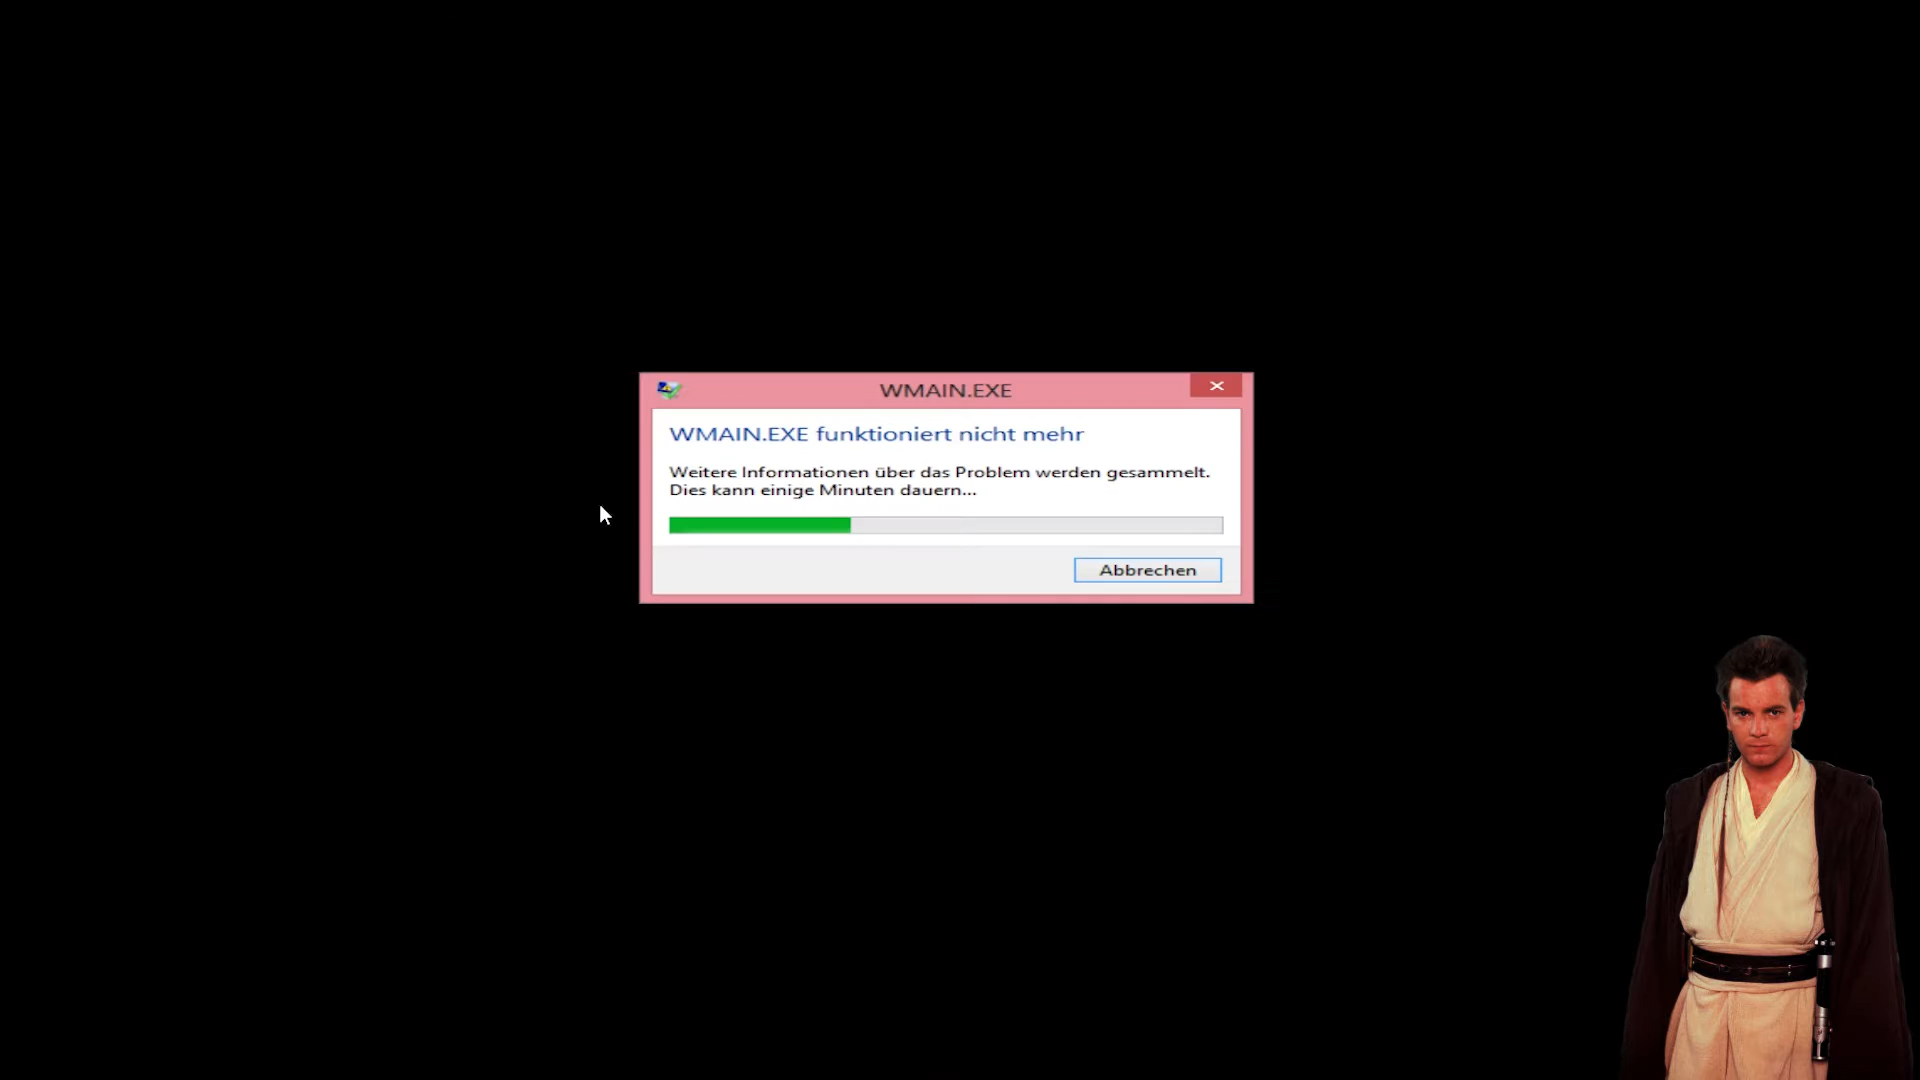 WMAIN.EXE
WMAIN.EXE funktioniert nicht mehr
Weitere Informationen über das Problem werden gesammelt.
Dies kann einige Minuten dauern...
Abbrechen